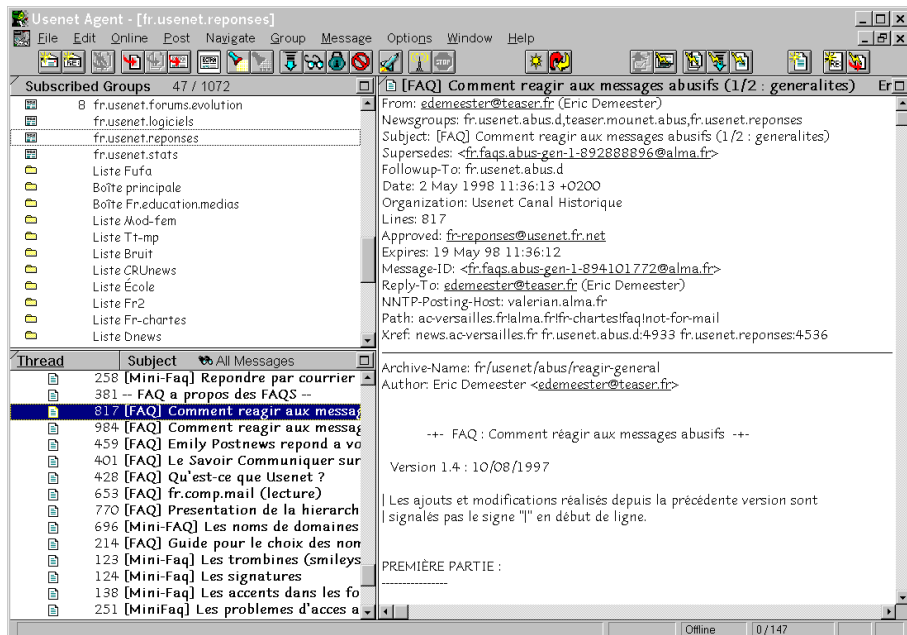 Usenet Agent - [fr.usenet.reponses]
File Edit Online Post Navigate Group Message Options Window Help
Subscribed Groups 47 / 1072
8 fr.usenet.forums.evolution
fr.usenet.logiciels
fr.usenet.reponses
fr.usenet.stats
Liste Fufa
Boîte principale
Boîte Fr.education.medias
Liste Mod-fem
Liste Tt-mp
Liste Bruit
Liste CRUnews
Liste École
Liste Fr2
Liste Fr-chartes
Liste Dnews
Thread Subject All Messages
258 [Mini-Faq] Repondre par courrier
381 -- FAQ a propos des FAQS --
817 [FAQ] Comment reagir aux messag
984 [FAQ] Comment reagir aux messag
459 [FAQ] Emily Postnews repond a vo
401 [FAQ] Le Savoir Communiquer sur
428 [FAQ] Qu'est-ce que Usenet ?
653 [FAQ] fr.comp.mail (lecture)
770 [FAQ] Presentation de la hierarch
696 [Mini-FAQ] Les noms de domaines
214 [FAQ] Guide pour le choix des nom
123 [Mini-Faq] Les trombines (smileys
124 [Mini-Faq] Les signatures
138 [Mini-Faq] Les accents dans les fo
251 [MiniFaq] Les problemes d'acces a
[FAQ] Comment reagir aux messages abusifs (1/2 : generalites) Er
From: edemeester@teaser.fr (Eric Demeester)
Newsgroups: fr.usenet.abus.d,teaser.mounet.abus,fr.usenet.reponses
Subject: [FAQ] Comment reagir aux messages abusifs (1/2 : generalites)
Supersedes: <fr.faqs.abus-gen-1-892888896@alma.fr>
Followup-To: fr.usenet.abus.d
Date: 2 May 1998 11:36:13 +0200
Organization: Usenet Canal Historique
Lines: 817
Approved: fr-reponses@usenet.fr.net
Expires: 19 May 98 11:36:12
Message-ID: <fr.faqs.abus-gen-1-894101772@alma.fr>
Reply-To: edemeester@teaser.fr (Eric Demeester)
NNTP-Posting-Host: valerian.alma.fr
Path: ac-versailles.fr!alma.fr!fr-chartes!faq!not-for-mail
Xref: news.ac-versailles.fr fr.usenet.abus.d:4933 fr.usenet.reponses:4536
Archive-Name: fr/usenet/abus/reagir-general
Author: Eric Demeester <edemeester@teaser.fr>
-+- FAQ : Comment réagir aux messages abusifs -+-
Version 1.4 : 10/08/1997
| Les ajouts et modifications réalisés depuis la précédente version sont
| signalés pas le signe "|" en début de ligne.
PREMIÈRE PARTIE :
----------------
Offline 0 / 147